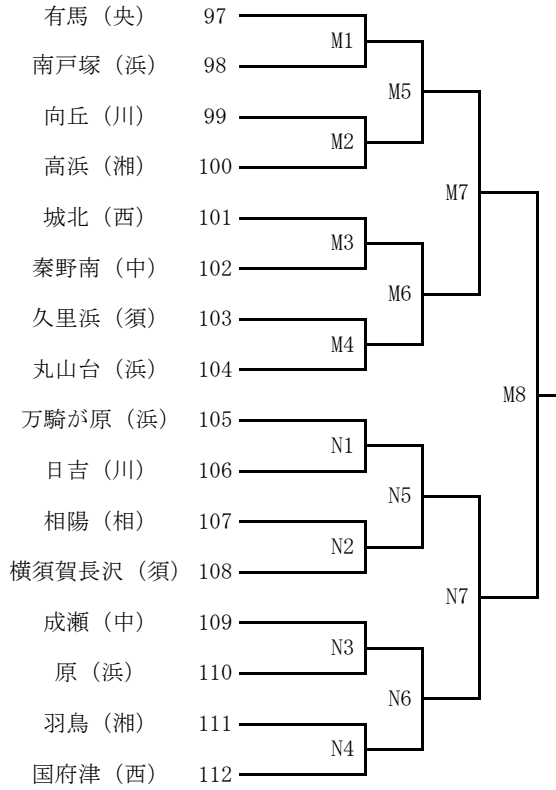 有馬（央） 97
M1
南戸塚（浜） 98
M5
向丘（川） 99
M2
高浜（湘） 100
M7
城北（西） 101
M3
秦野南（中） 102
M6
久里浜（須） 103
M4
丸山台（浜） 104
M8
万騎が原（浜） 105
N1
日吉（川） 106
N5
相陽（相） 107
N2
横須賀長沢（須） 108
N7
成瀬（中） 109
N3
原（浜） 110
N6
羽鳥（湘） 111
N4
国府津（西） 112